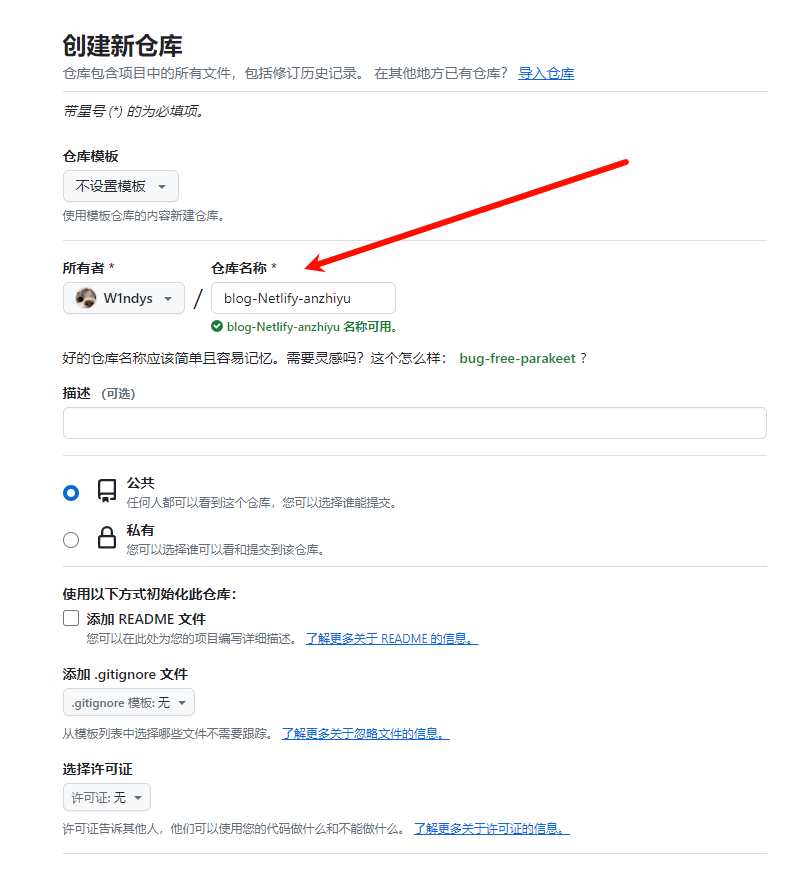 创建新仓库
仓库包含项目中的所有文件，包括修订历史记录。 在其他地方已有仓库？ 导入仓库
带星号 (*) 的为必填项。
仓库模板
不设置模板
使用模板仓库的内容新建仓库。
所有者 * 仓库名称 *
W1ndys / blog-Netlify-anzhiyu
blog-Netlify-anzhiyu 名称可用。
好的仓库名称应该简单且容易记忆。需要灵感吗？这个怎么样： bug-free-parakeet ?
描述 (可选)
公共
任何人都可以看到这个仓库，您可以选择谁能提交。
私有
您可以选择谁可以看和提交到该仓库。
使用以下方式初始化此仓库：
添加 README 文件
您可以在此处为您的项目编写详细描述。 了解更多关于 README 的信息。
添加 .gitignore 文件
.gitignore 模板: 无
从模板列表中选择哪些文件不需要跟踪。 了解更多关于忽略文件的信息。
选择许可证
许可证: 无
许可证告诉其他人，他们可以使用您的代码做什么和不能做什么。 了解更多关于许可证的信息。